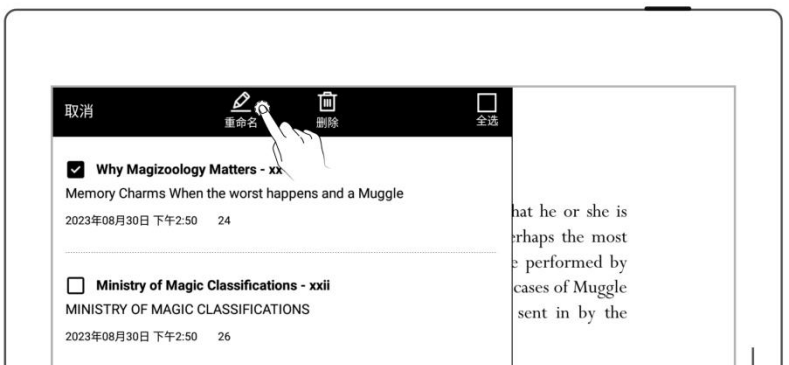 取消
重命名
删除
全选
Why Magizoology Matters - xx
Memory Charms When the worst happens and a Muggle
2023年08月30日 下午2:50 24
Ministry of Magic Classifications - xxii
MINISTRY OF MAGIC CLASSIFICATIONS
2023年08月30日 下午2:50 26
hat he or she is
erhaps the most
e performed by
cases of Muggle
sent in by the